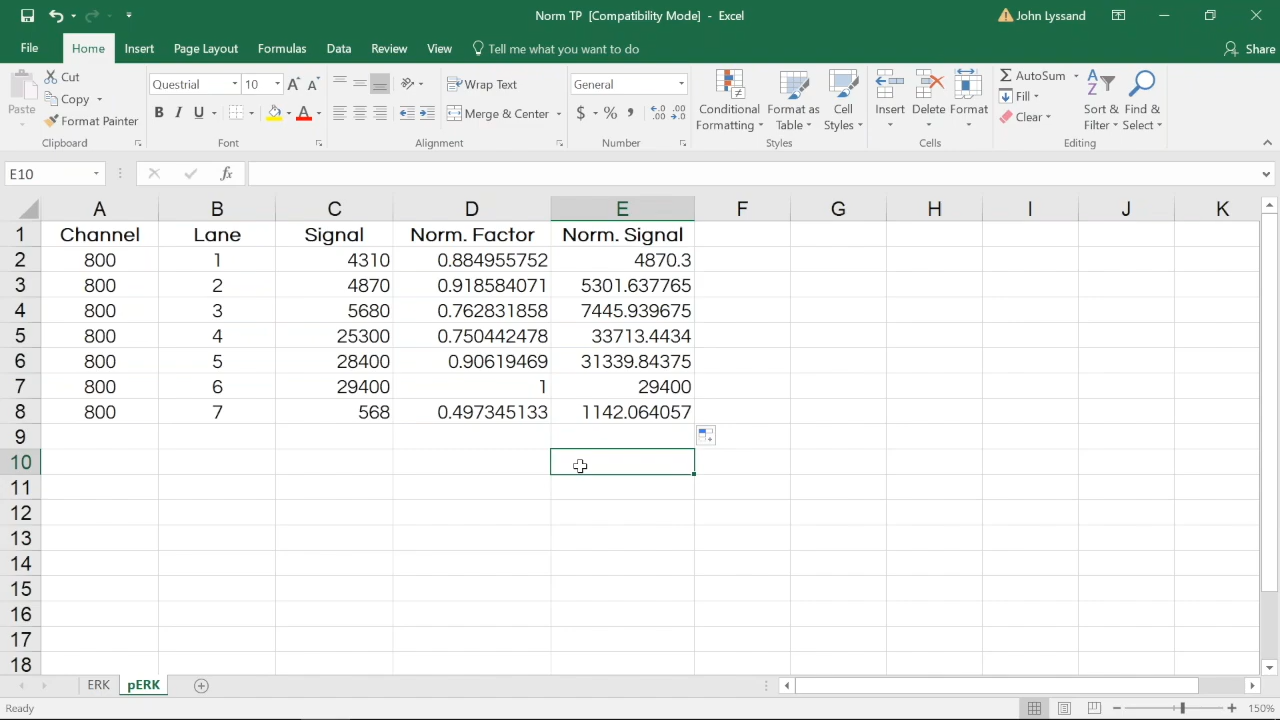 Norm TP [Compatibility Mode] - Excel
John Lyssand
File Home Insert Page Layout Formulas Data Review View Tell me what you want to do Share
Paste
Cut
Copy
Format Painter
Clipboard
Questrial 10
B I U
Font
Wrap Text
Merge & Center
Alignment
General
$ % ,
Number
Conditional Formatting
Format as Table
Cell Styles
Styles
Insert
Delete
Format
Cells
AutoSum
Fill
Clear
Sort & Filter
Find & Select
Editing
E10 fx
A B C D E F G H I J K
1 Channel Lane Signal Norm. Factor Norm. Signal
2 800 1 4310 0.884955752 4870.3
3 800 2 4870 0.918584071 5301.637765
4 800 3 5680 0.762831858 7445.939675
5 800 4 25300 0.750442478 33713.4434
6 800 5 28400 0.90619469 31339.84375
7 800 6 29400 1 29400
8 800 7 568 0.497345133 1142.064057
9
10
11
12
13
14
15
16
17
18
ERK pERK
Ready 150%